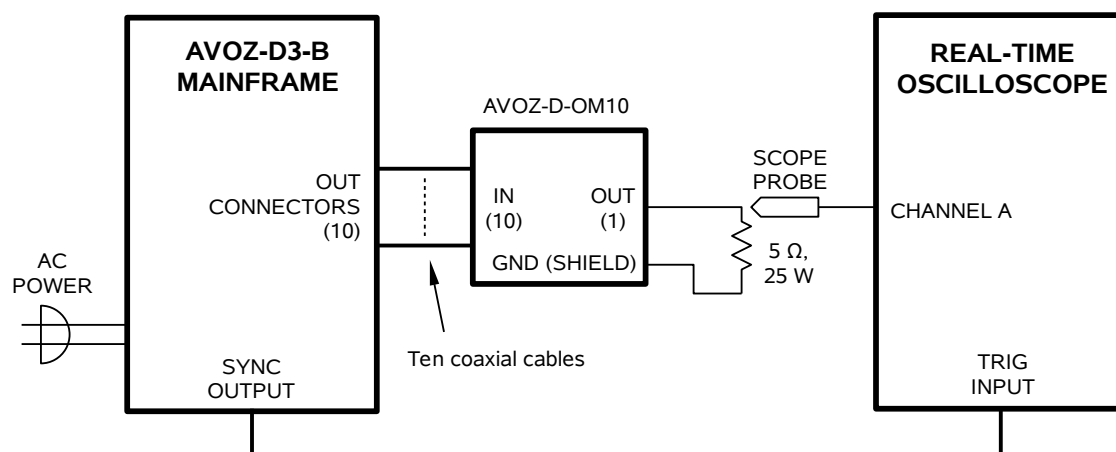 AVOZ-D3-B
MAINFRAME
REAL-TIME
OSCILLOSCOPE
AVOZ-D-OM10
SCOPE
PROBE
OUT
CONNECTORS
(10)
IN
(10)
OUT
(1)
CHANNEL A
GND (SHIELD)
5 Ω,
25 W
AC
POWER
Ten coaxial cables
SYNC
OUTPUT
TRIG
INPUT